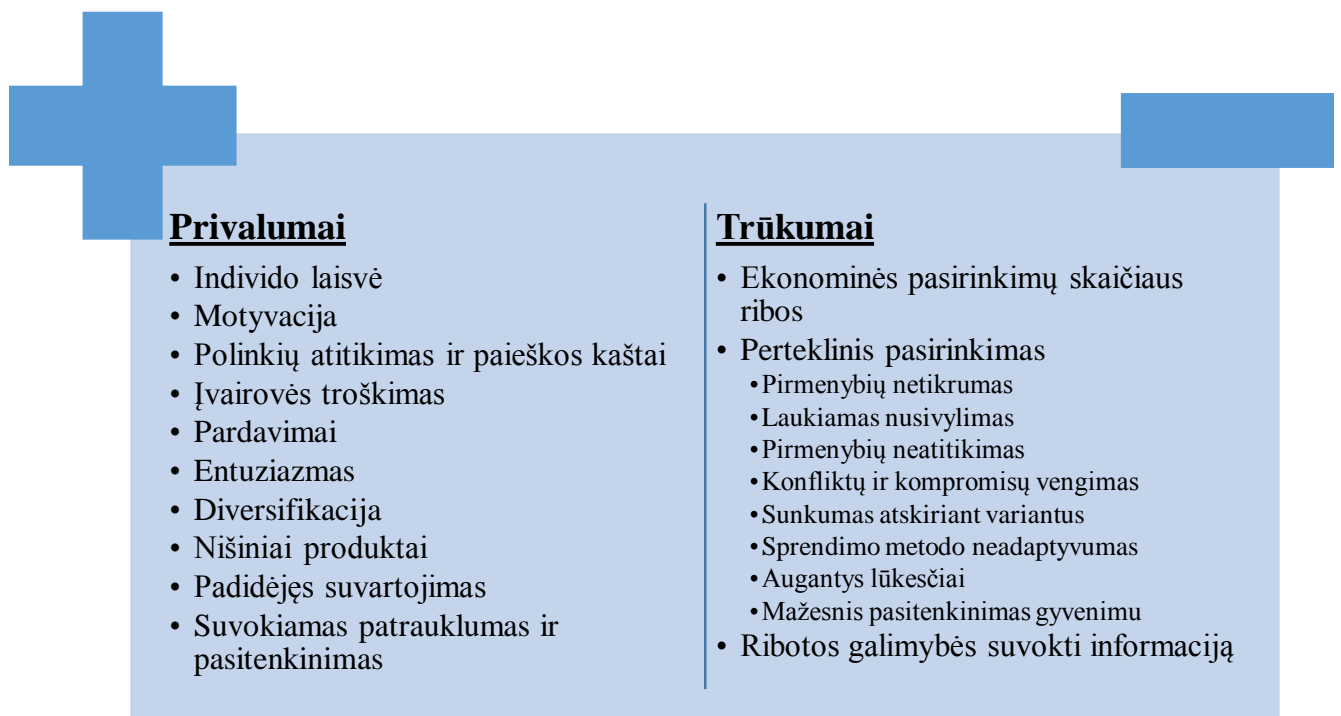 Privalumai
• Individo laisvė
• Motyvacija
• Polinkių atitikimas ir paieškos kaštai
• Įvairovės troškimas
• Pardavimai
• Entuziazmas
• Diversifikacija
• Nišiniai produktai
• Padidėjęs suvartojimas
• Suvokiamas patrauklumas ir
pasitenkinimas
Trūkumai
• Ekonominės pasirinkimų skaičiaus
ribos
• Perteklinis pasirinkimas
•Pirmenybių netikrumas
•Laukiamas nusivylimas
•Pirmenybių neatitikimas
•Konfliktų ir kompromisų vengimas
•Sunkumas atskiriant variantus
•Sprendimo metodo neadaptyvumas
•Augantys lūkesčiai
•Mažesnis pasitenkinimas gyvenimu
• Ribotos galimybės suvokti informaciją